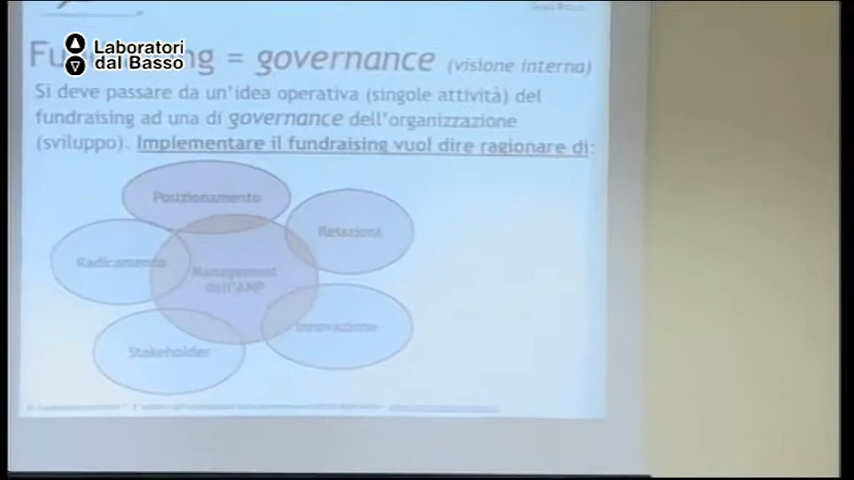 Laboratori
dal Basso
= governance (visione interna)
Si deve passare da un'idea operativa (singole attività) del
fundraising ad una di governance dell'organizzazione
(sviluppo). Implementare il fundraising vuol dire ragionare di:
Posizionamento
Relazioni
Radicamento
Management
dell'ANP
Innovazione
Stakeholder